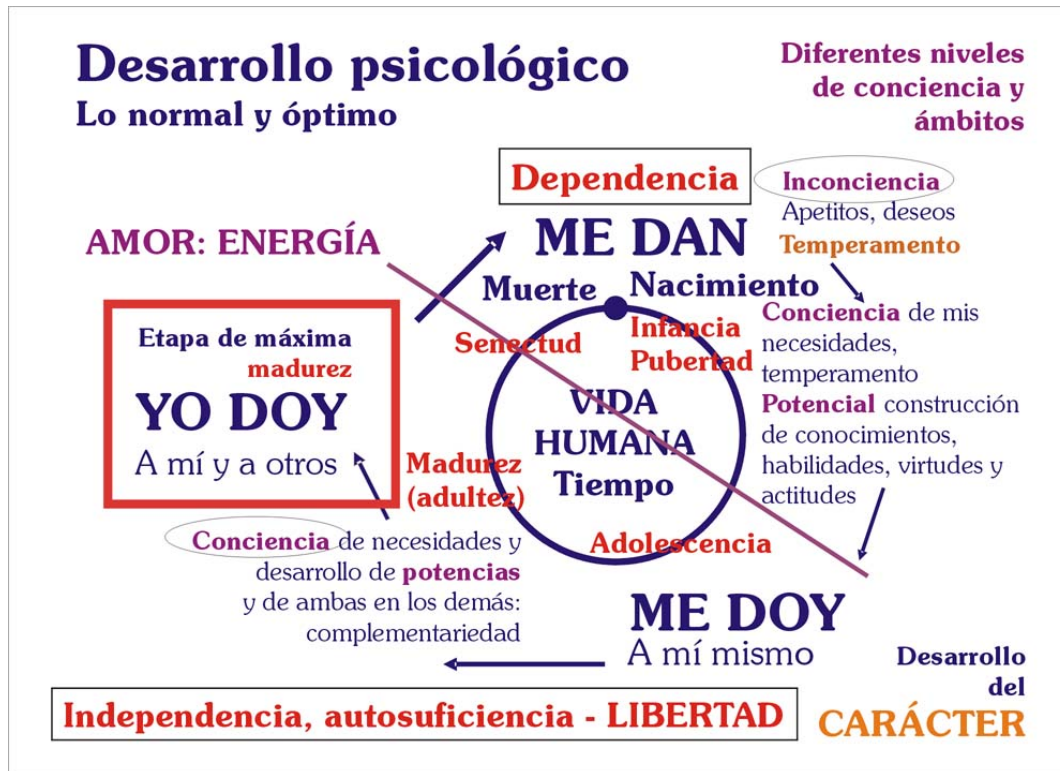 Desarrollo psicológico
Lo normal y óptimo
Diferentes niveles
de conciencia y
ámbitos
Dependencia
Inconciencia
Apetitos, deseos
Temperamento
AMOR: ENERGÍA
ME DAN
Muerte
Nacimiento
Senectud
Infancia
Pubertad
Conciencia de mis
necesidades,
temperamento
Potencial construcción
de conocimientos,
habilidades, virtudes y
actitudes
Etapa de máxima
madurez
YO DOY
A mí y a otros
VIDA
HUMANA
Tiempo
Madurez
(adultez)
Adolescencia
Conciencia de necesidades y
desarrollo de potencias
y de ambas en los demás:
complementariedad
ME DOY
A mí mismo
Independencia, autosuficiencia - LIBERTAD
Desarrollo
del
CARÁCTER